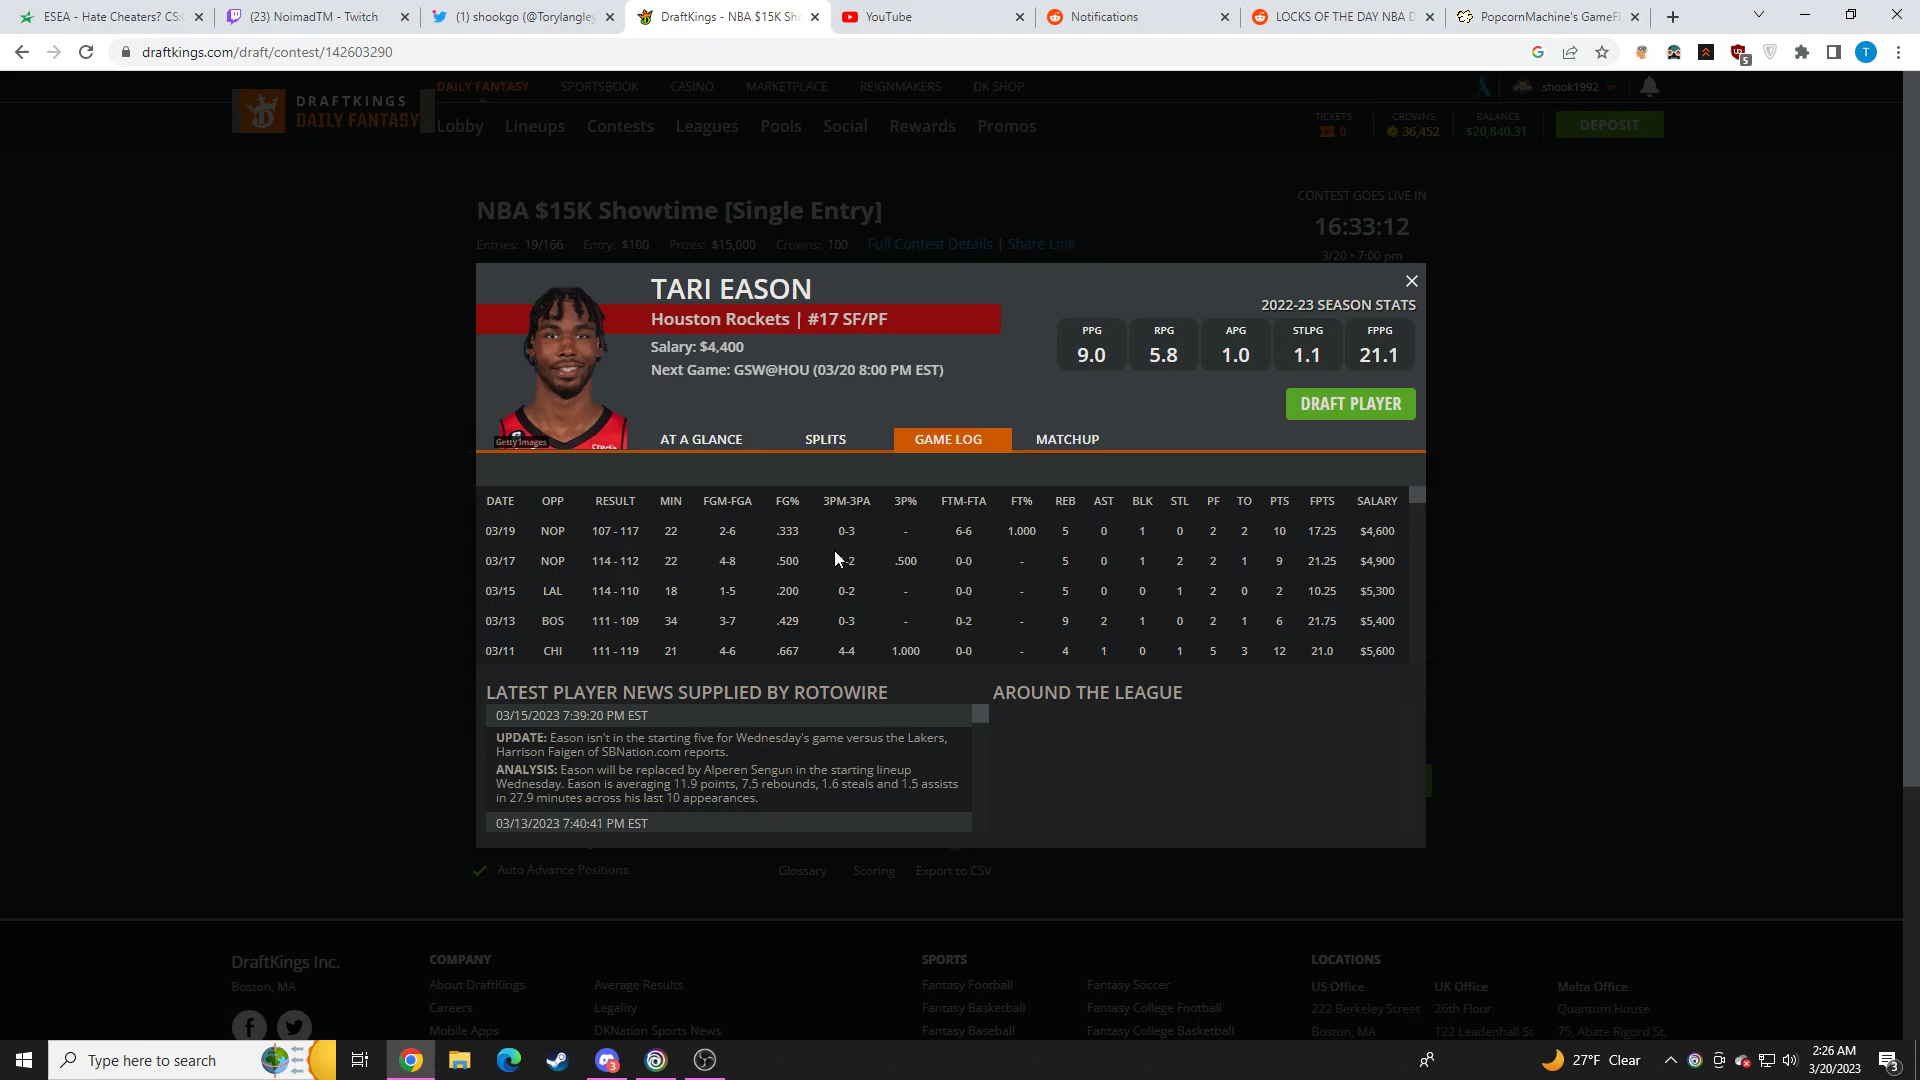 ESEA - Hate Cheaters? CS:G
(23) NoimadTM - Twitch
(1) shookgo (@Torylangley
DraftKings - NBA $15K Sho
YouTube
Notifications
LOCKS OF THE DAY NBA D
PopcornMachine's GameFl
draftkings.com/draft/contest/142603290
5
T
DRAFTKINGS
DAILY FANTASY
DAILY FANTASY
SPORTSBOOK
CASINO
MARKETPLACE
REIGNMAKERS
DK SHOP
shook1992
Lobby
Lineups
Contests
Leagues
Pools
Social
Rewards
Promos
TICKETS
0
CROWNS
36,452
BALANCE
$20,840.31
DEPOSIT
NBA $15K Showtime [Single Entry]
CONTEST GOES LIVE IN
16:33:12
3/20 • 7:00 pm
Entries: 19/166 Entry: $100 Prizes: $15,000 Crowns: 100 Full Contest Details | Share Link
TARI EASON
Houston Rockets | #17 SF/PF
Salary: $4,400
Next Game: GSW@HOU (03/20 8:00 PM EST)
2022-23 SEASON STATS
PPG RPG APG STLPG FPPG
9.0 5.8 1.0 1.1 21.1
DRAFT PLAYER
Getty Images
AT A GLANCE
SPLITS
GAME LOG
MATCHUP
DATE OPP RESULT MIN FGM-FGA FG% 3PM-3PA 3P% FTM-FTA FT% REB AST BLK STL PF TO PTS FPTS SALARY
03/19 NOP 107 - 117 22 2-6 .333 0-3 - 6-6 1.000 5 0 1 0 2 2 10 17.25 $4,600
03/17 NOP 114 - 112 22 4-8 .500 -2 .500 0-0 - 5 0 1 2 2 1 9 21.25 $4,900
03/15 LAL 114 - 110 18 1-5 .200 0-2 - 0-0 - 5 0 0 1 2 0 2 10.25 $5,300
03/13 BOS 111 - 109 34 3-7 .429 0-3 - 0-2 - 9 2 1 0 2 1 6 21.75 $5,400
03/11 CHI 111 - 119 21 4-6 .667 4-4 1.000 0-0 - 4 1 0 1 5 3 12 21.0 $5,600
LATEST PLAYER NEWS SUPPLIED BY ROTOWIRE
AROUND THE LEAGUE
03/15/2023 7:39:20 PM EST
UPDATE: Eason isn't in the starting five for Wednesday's game versus the Lakers,
Harrison Faigen of SBNation.com reports.
ANALYSIS: Eason will be replaced by Alperen Sengun in the starting lineup
Wednesday. Eason is averaging 11.9 points, 7.5 rebounds, 1.6 steals and 1.5 assists
in 27.9 minutes across his last 10 appearances.
03/13/2023 7:40:41 PM EST
Auto Advance Positions
Glossary
Scoring
Export to CSV
DraftKings Inc.
Boston, MA
COMPANY
About DraftKings
Careers
Mobile Apps
Average Results
Legality
DKNation Sports News
SPORTS
Fantasy Football
Fantasy Basketball
Fantasy Baseball
Fantasy Soccer
Fantasy College Football
Fantasy College Basketball
LOCATIONS
US Office
222 Berkeley Street
Boston, MA
UK Office
26th Floor
122 Leadenhall St
Malta Office
Quantum House
75, Abate Rigord St.
Type here to search
3
27°F Clear
2:26 AM
3/20/2023
3